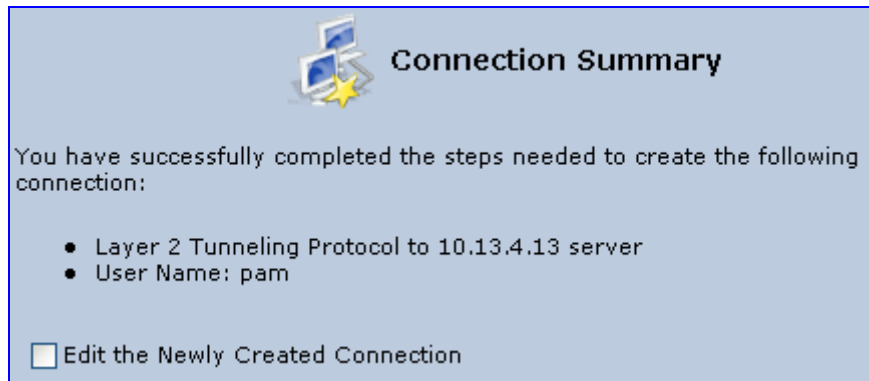 Connection Summary
You have successfully completed the steps needed to create the following
connection:
● Layer 2 Tunneling Protocol to 10.13.4.13 server
● User Name: pam
Edit the Newly Created Connection